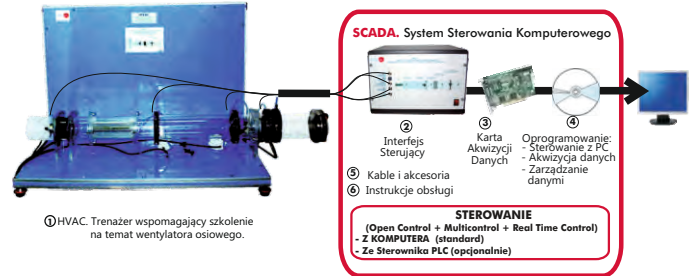 SCADA. System Sterowania Komputerowego
① HVAC. Trenażer wspomagający szkolenie
na temat wentylatora osiowego.
②
Interfejs
Sterujący
③
Karta
Akwizycji
Danych
④
Oprogramowanie:
- Sterowanie z PC
- Akwizycja danych
- Zarządzanie
danymi
⑤ Kable i akcesoria
⑥ Instrukcje obsługi
STEROWANIE
(Open Control + Multicontrol + Real Time Control)
- Z KOMPUTERA (standard)
- Ze Sterownika PLC (opcjonalnie)